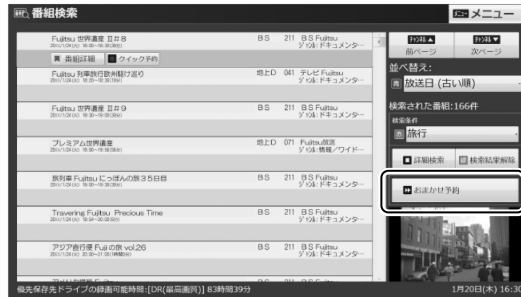 番組検索
メニュー
Fujitsu 世界遺産 Ⅱ#8 BS 211 BS Fujitsu
ジャンル:ドキュメンタ…
番組詳細 クイック予約
Fujitsu 列車旅行欧州駆け巡り 地上D 041 テレビ Fujitsu
ジャンル:ドキュメンタ…
Fujitsu 世界遺産 Ⅱ#9 BS 211 BS Fujitsu
ジャンル:ドキュメンタ…
プレミアム世界遺産 地上D 071 Fujitsu放送
ジャンル:情報/ワイド…
旅列車 Fujitsu にっぽんの旅35日目 BS 211 BS Fujitsu
ジャンル:ドキュメンタ…
Travering Fujitsu Precious Time BS 211 BS Fujitsu
ジャンル:ドキュメンタ…
アジア旅行便 Fuji の旅 vol.26 BS 211 BS Fujitsu
ジャンル:ドキュメンタ…
前ページ 次ページ
並べ替え:
青 放送日 (古い順)
検索された番組:166件
検索条件
旅行
詳細検索 検索結果解除
おまかせ予約
優先保存先ドライブの録画可能時間:[DR(最高画質)] 83時間39分
1月20日(木) 16:30